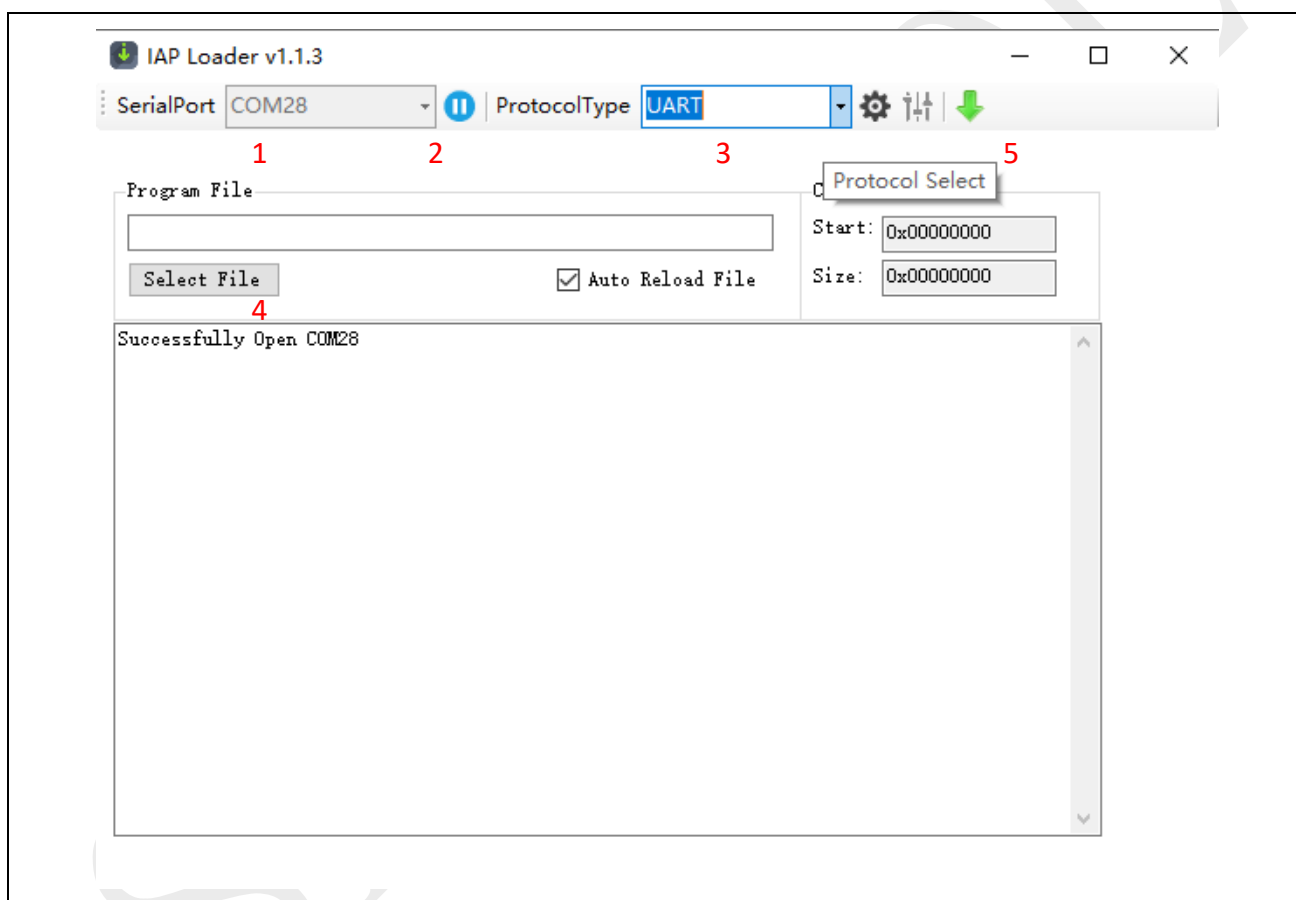 IAP Loader v1.1.3
SerialPort COM28 ProtocolType UART
1 2 3 5
Protocol Select
Program File
Start: 0x00000000
Select File Auto Reload File Size: 0x00000000
4
Successfully Open COM28